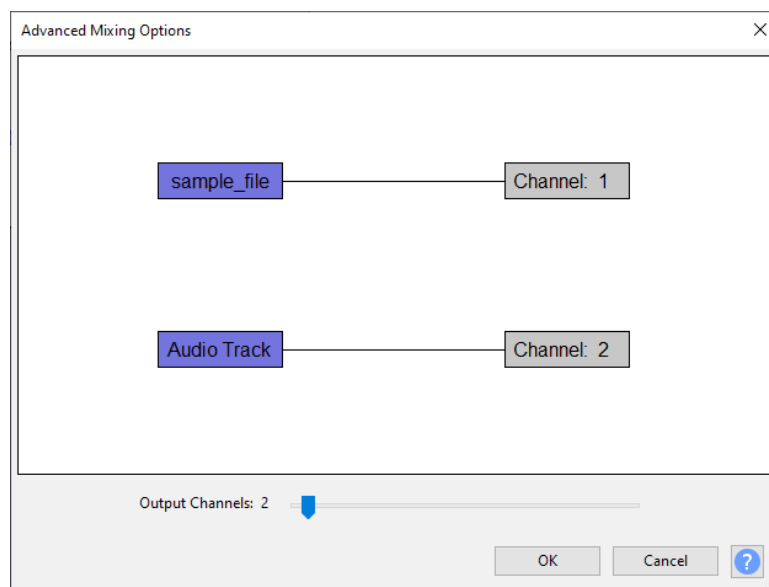 Advanced Mixing Options
sample_file
Channel: 1
Audio Track
Channel: 2
Output Channels: 2
OK
Cancel
?